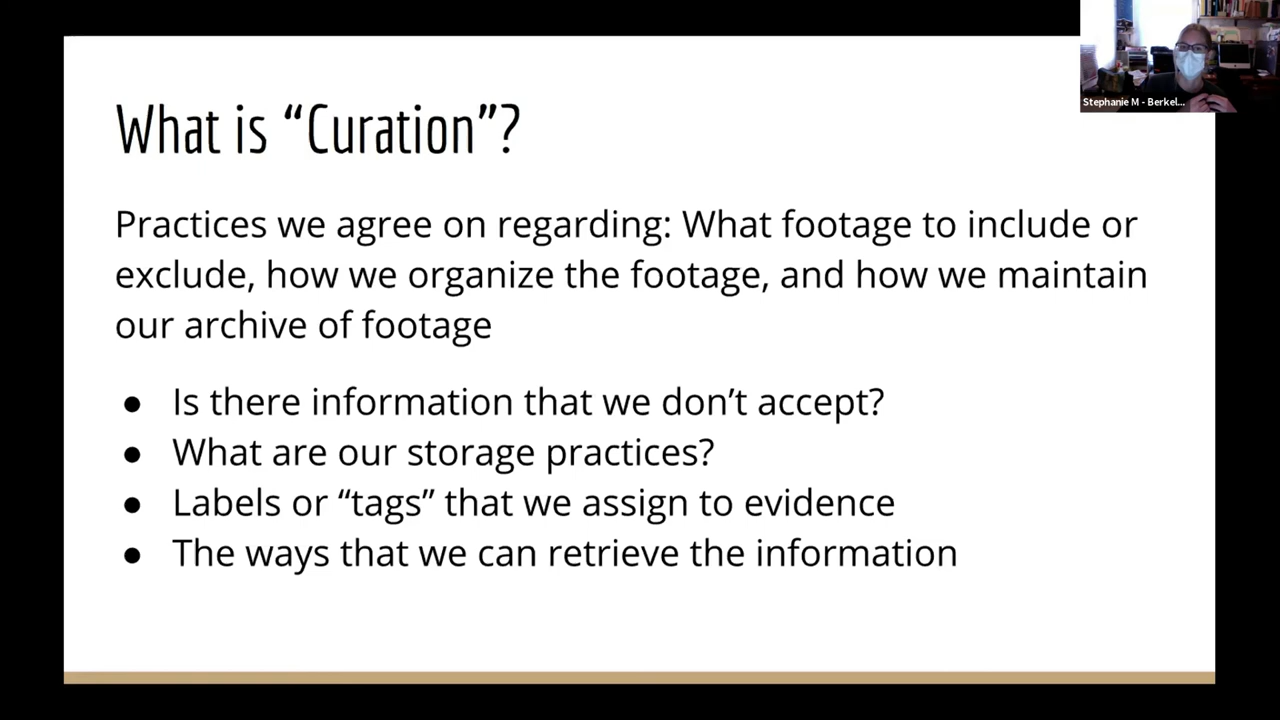 What is “Curation”?
Practices we agree on regarding: What footage to include or
exclude, how we organize the footage, and how we maintain
our archive of footage
● Is there information that we don’t accept?
● What are our storage practices?
● Labels or “tags” that we assign to evidence
● The ways that we can retrieve the information
Stephanie M - Berkel...